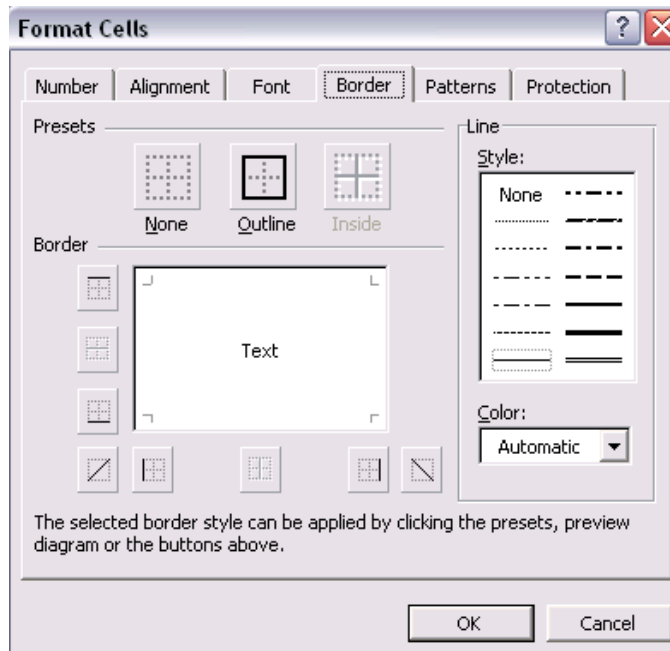 Format Cells
?
Number Alignment Font Border Patterns Protection
Presets
None Outline Inside
Border
Text
Line
Style:
None
Color:
Automatic
The selected border style can be applied by clicking the presets, preview
diagram or the buttons above.
OK Cancel